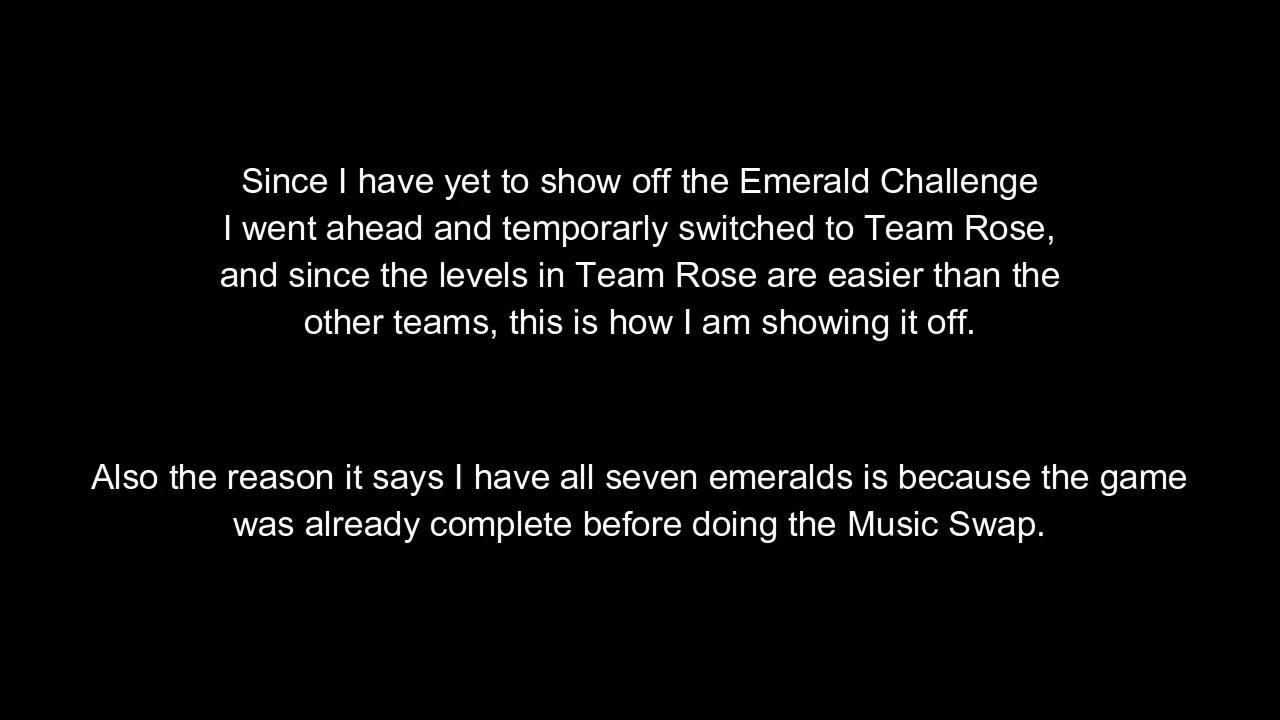 Since I have yet to show off the Emerald Challenge
I went ahead and temporarly switched to Team Rose,
and since the levels in Team Rose are easier than the
other teams, this is how I am showing it off.
Also the reason it says I have all seven emeralds is because the game
was already complete before doing the Music Swap.